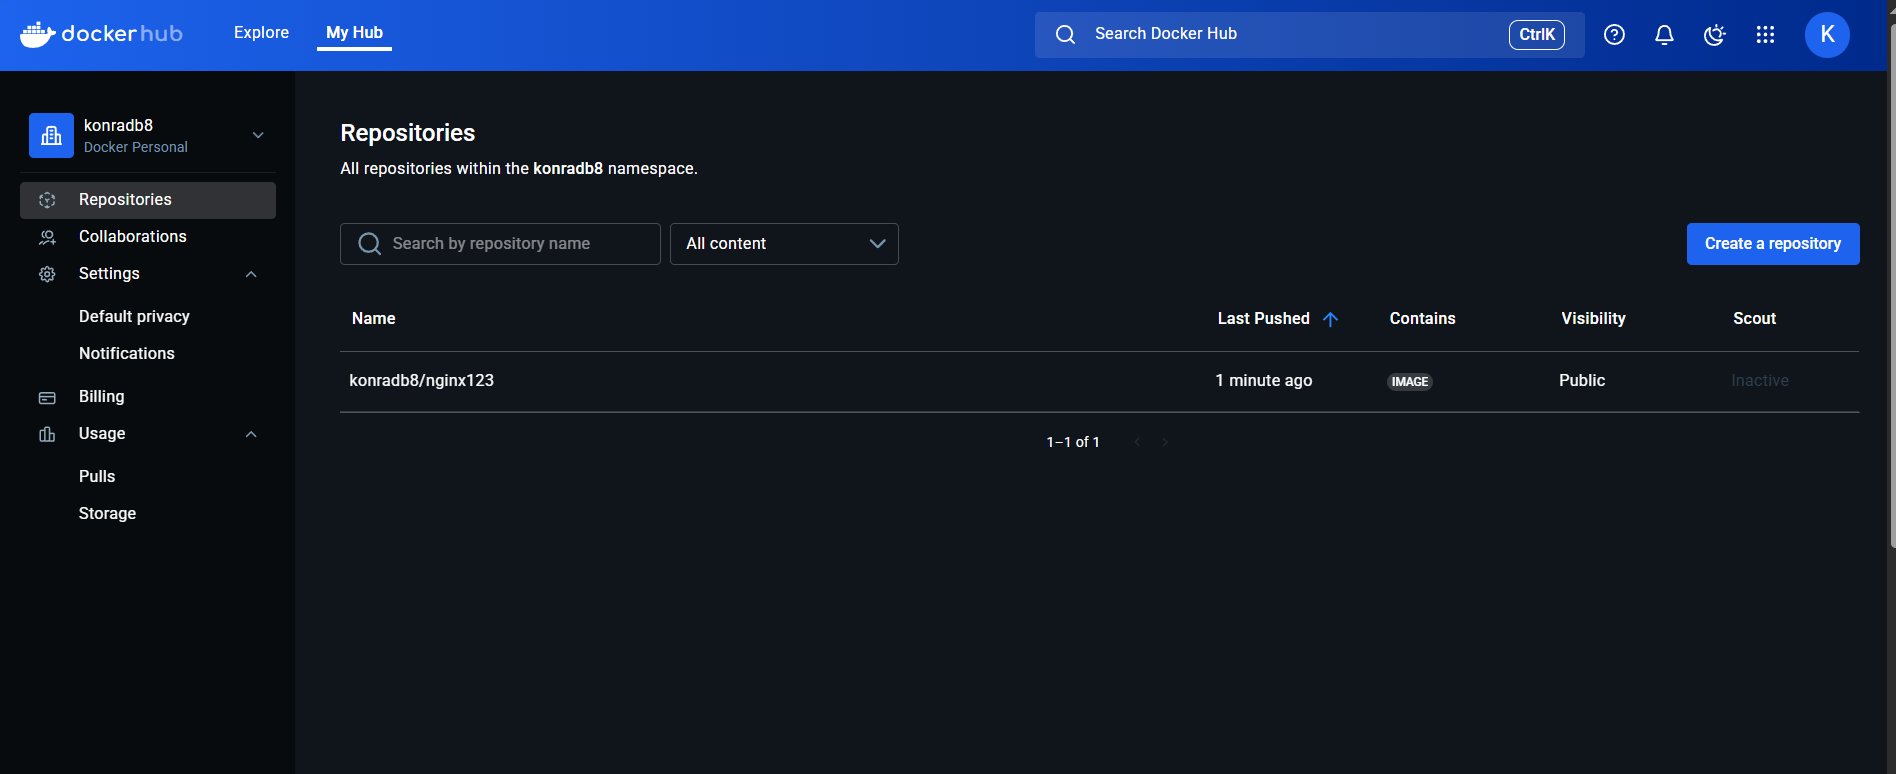 dockerhub Explore My Hub Search Docker Hub CtrlK K
konradb8
Docker Personal
Repositories
Collaborations
Settings
Default privacy
Notifications
Billing
Usage
Pulls
Storage
Repositories
All repositories within the konradb8 namespace.
Search by repository name All content Create a repository
Name Last Pushed Contains Visibility Scout
konradb8/nginx123 1 minute ago IMAGE Public Inactive
1–1 of 1